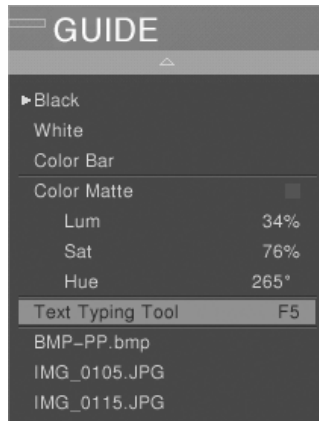 GUIDE
Black
White
Color Bar
Color Matte
Lum 34%
Sat 76%
Hue 265°
Text Typing Tool F5
BMP-PP.bmp
IMG_0105.JPG
IMG_0115.JPG